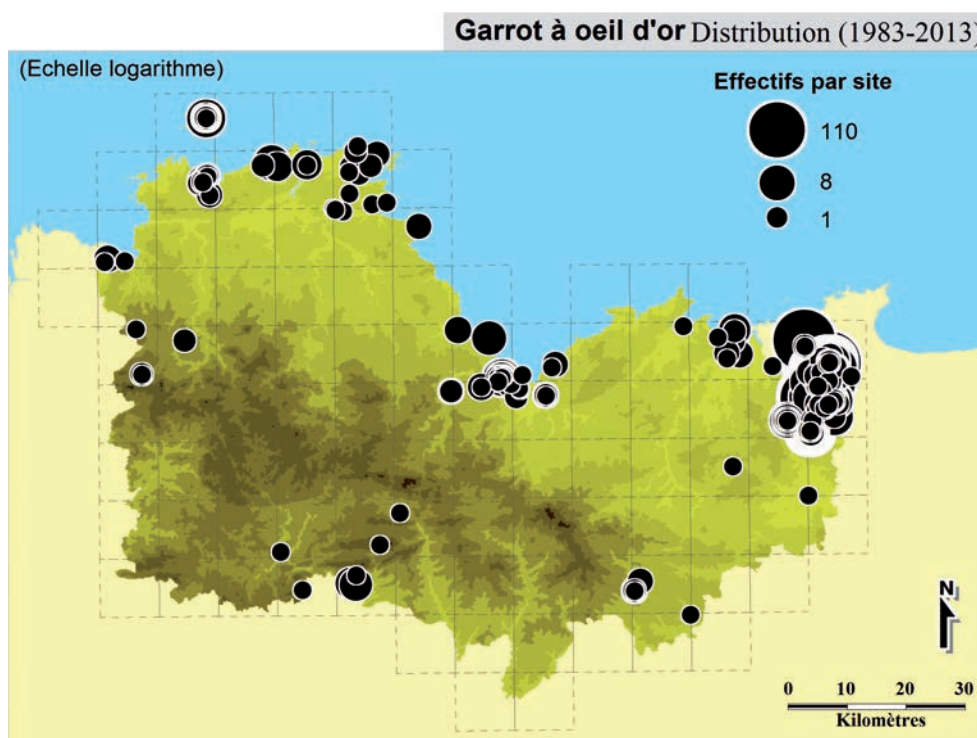 Garrot à oeil d'or Distribution (1983-2013)
(Echelle logarithme)
Effectifs par site
110
8
1
N
0 10 20 30
Kilomètres